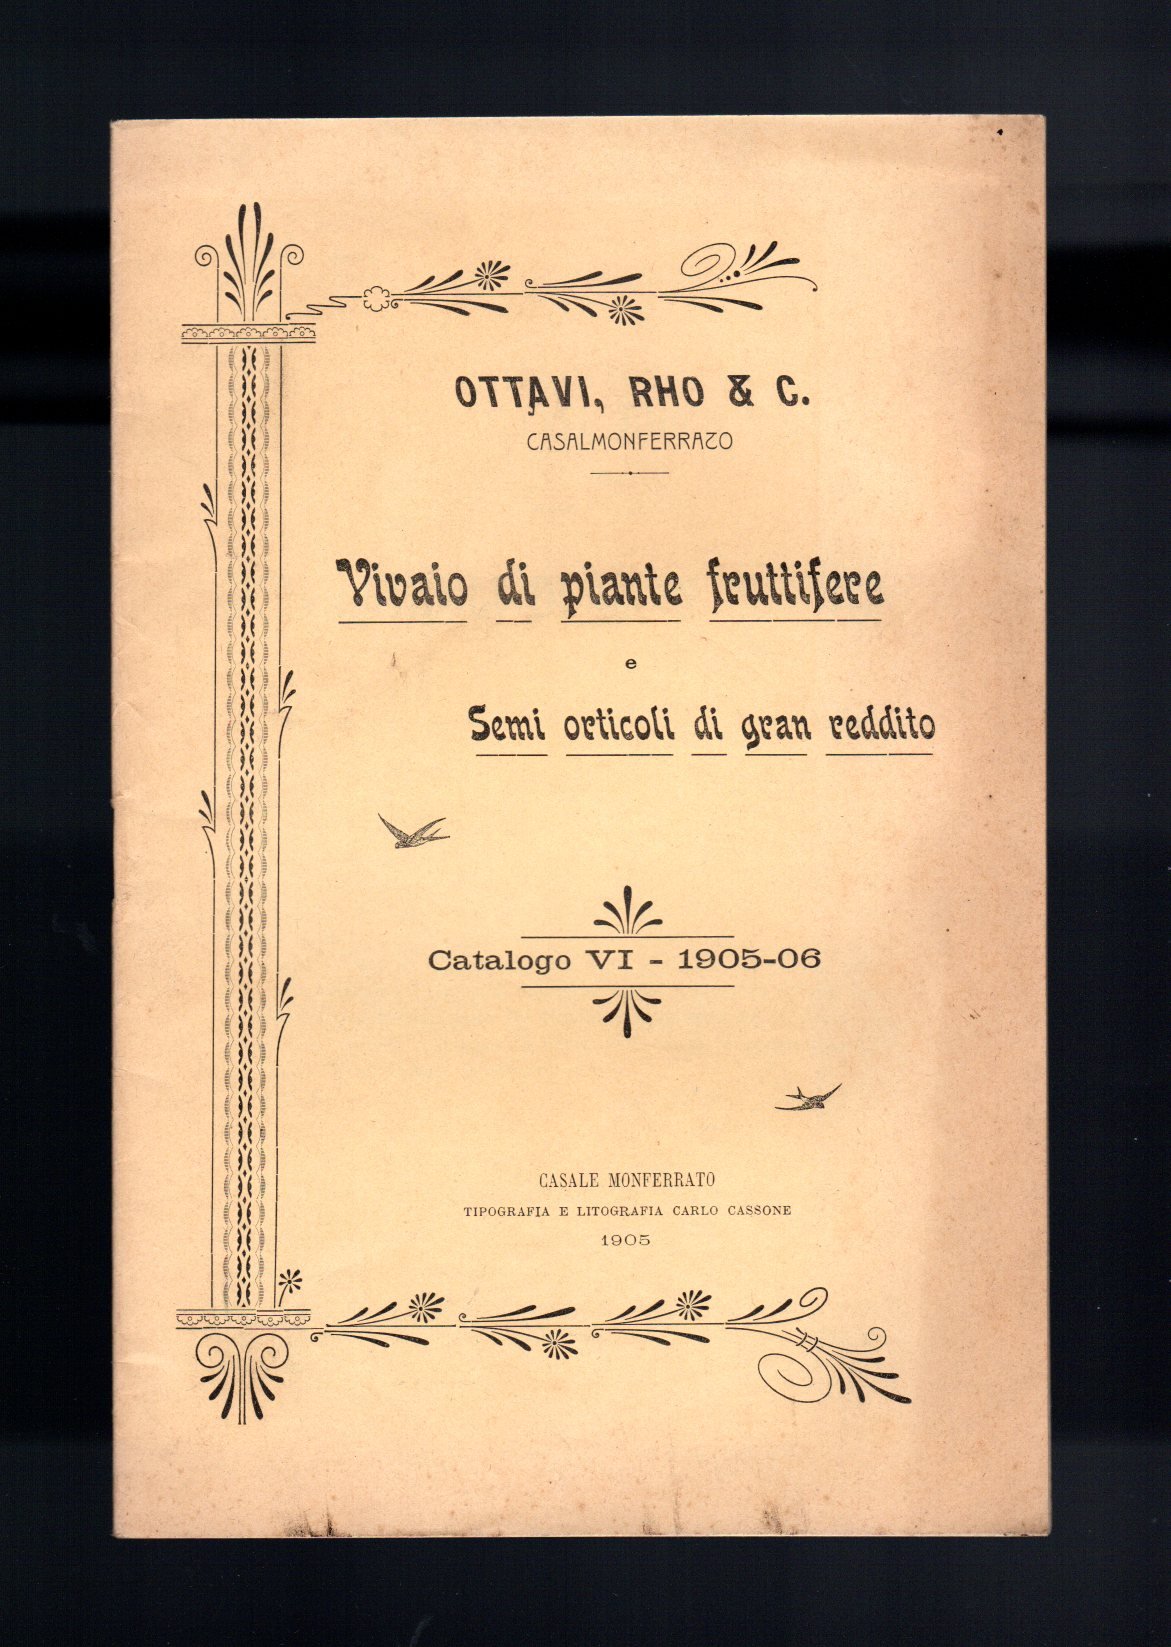 OTTAVI, RHO & C.
CASALMONFERRATO
Vivaio di piante fruttifere
e
Semi orticoli di gran reddito
Catalogo VI - 1905-06
CASALE MONFERRATO
TIPOGRAFIA E LITOGRAFIA CARLO CASSONE
1905